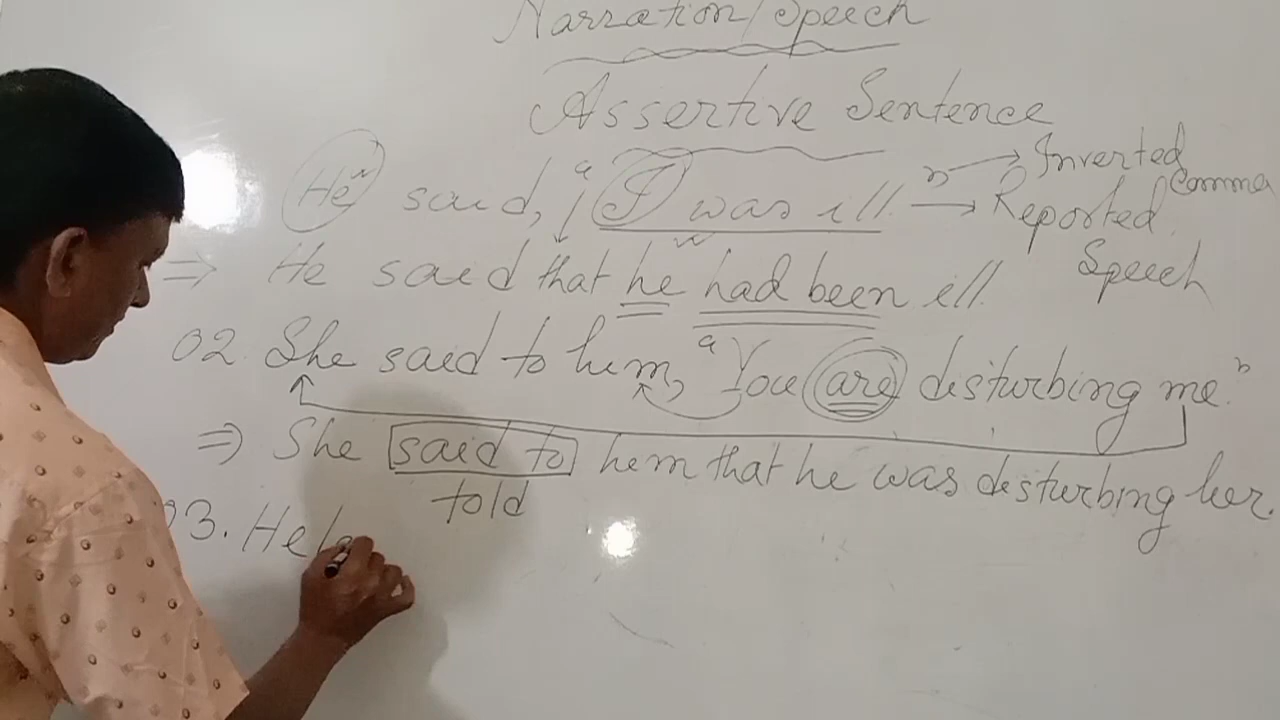 Narration/Speech
Assertive Sentence
He said, "I was ill." → Inverted Comma
→ Reported Speech
⇒ He said that he had been ill.
02. She said to him, "You are disturbing me."
⇒ She said to him that he was disturbing her.
told
03. Hele